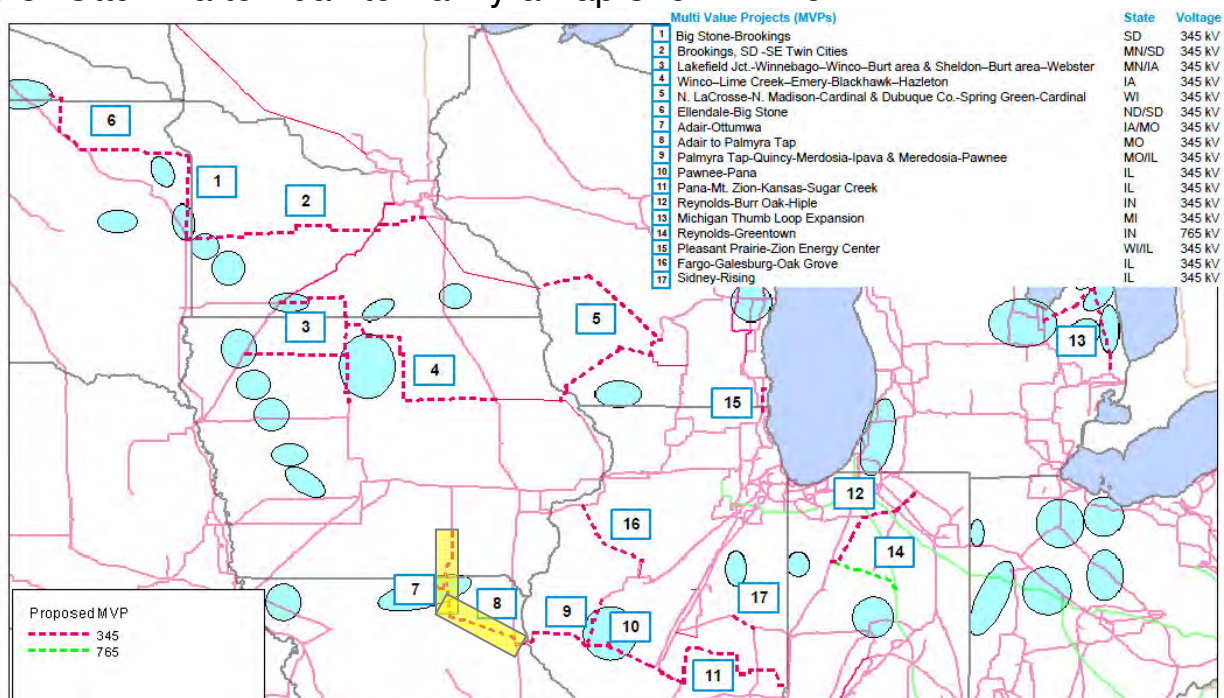 Multi Value Projects (MVPs) State Voltage
1 Big Stone-Brookings SD 345 kV
2 Brookings, SD -SE Twin Cities MN/SD 345 kV
3 Lakefield Jct.-Winnebago–Winco–Burt area & Sheldon–Burt area–Webster MN/IA 345 kV
4 Winco–Lime Creek–Emery-Blackhawk–Hazleton IA 345 kV
5 N. LaCrosse-N. Madison-Cardinal & Dubuque Co.-Spring Green-Cardinal WI 345 kV
6 Ellendale-Big Stone ND/SD 345 kV
7 Adair-Ottumwa IA/MO 345 kV
8 Adair to Palmyra Tap MO 345 kV
9 Palmyra Tap-Quincy-Merdosia-Ipava & Meredosia-Pawnee MO/IL 345 kV
10 Pawnee-Pana IL 345 kV
11 Pana-Mt. Zion-Kansas-Sugar Creek IL 345 kV
12 Reynolds-Burr Oak-Hiple IN 345 kV
13 Michigan Thumb Loop Expansion MI 345 kV
14 Reynolds-Greentown IN 765 kV
15 Pleasant Prairie-Zion Energy Center WI/IL 345 kV
16 Fargo-Galesburg-Oak Grove IL 345 kV
17 Sidney-Rising IL 345 kV
6
1
2
3
4
5
13
15
12
16
14
7
8
9
10
17
11
Proposed MVP
345
765